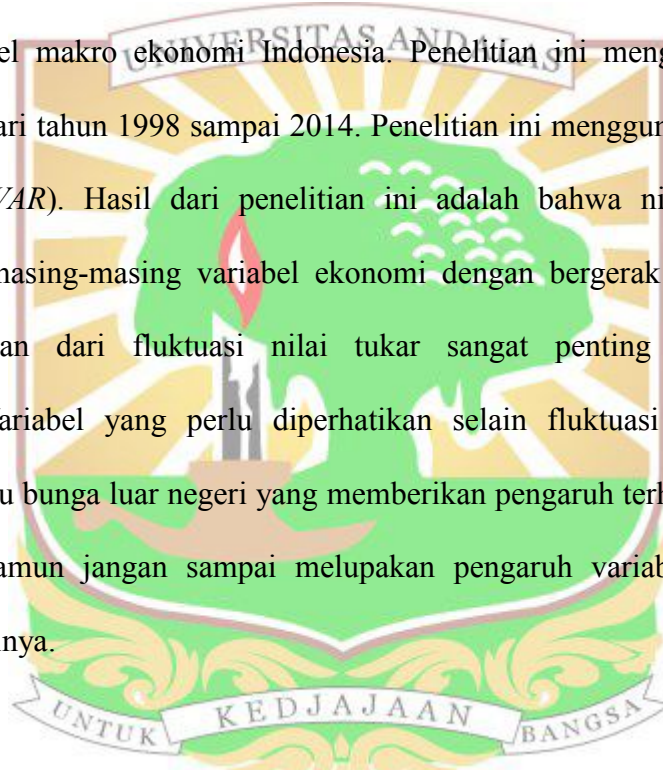 UNIVERSITAS ANDALAS
el makro ekonomi Indonesia. Penelitian ini meng
ari tahun 1998 sampai 2014. Penelitian ini menggun
VAR). Hasil dari penelitian ini adalah bahwa ni
nasing-masing variabel ekonomi dengan bergerak
an dari fluktuasi nilai tukar sangat penting
ariabel yang perlu diperhatikan selain fluktuasi
u bunga luar negeri yang memberikan pengaruh terh
amun jangan sampai melupakan pengaruh variab
nya.
UNTUK KEDJAJAAN BANGSA